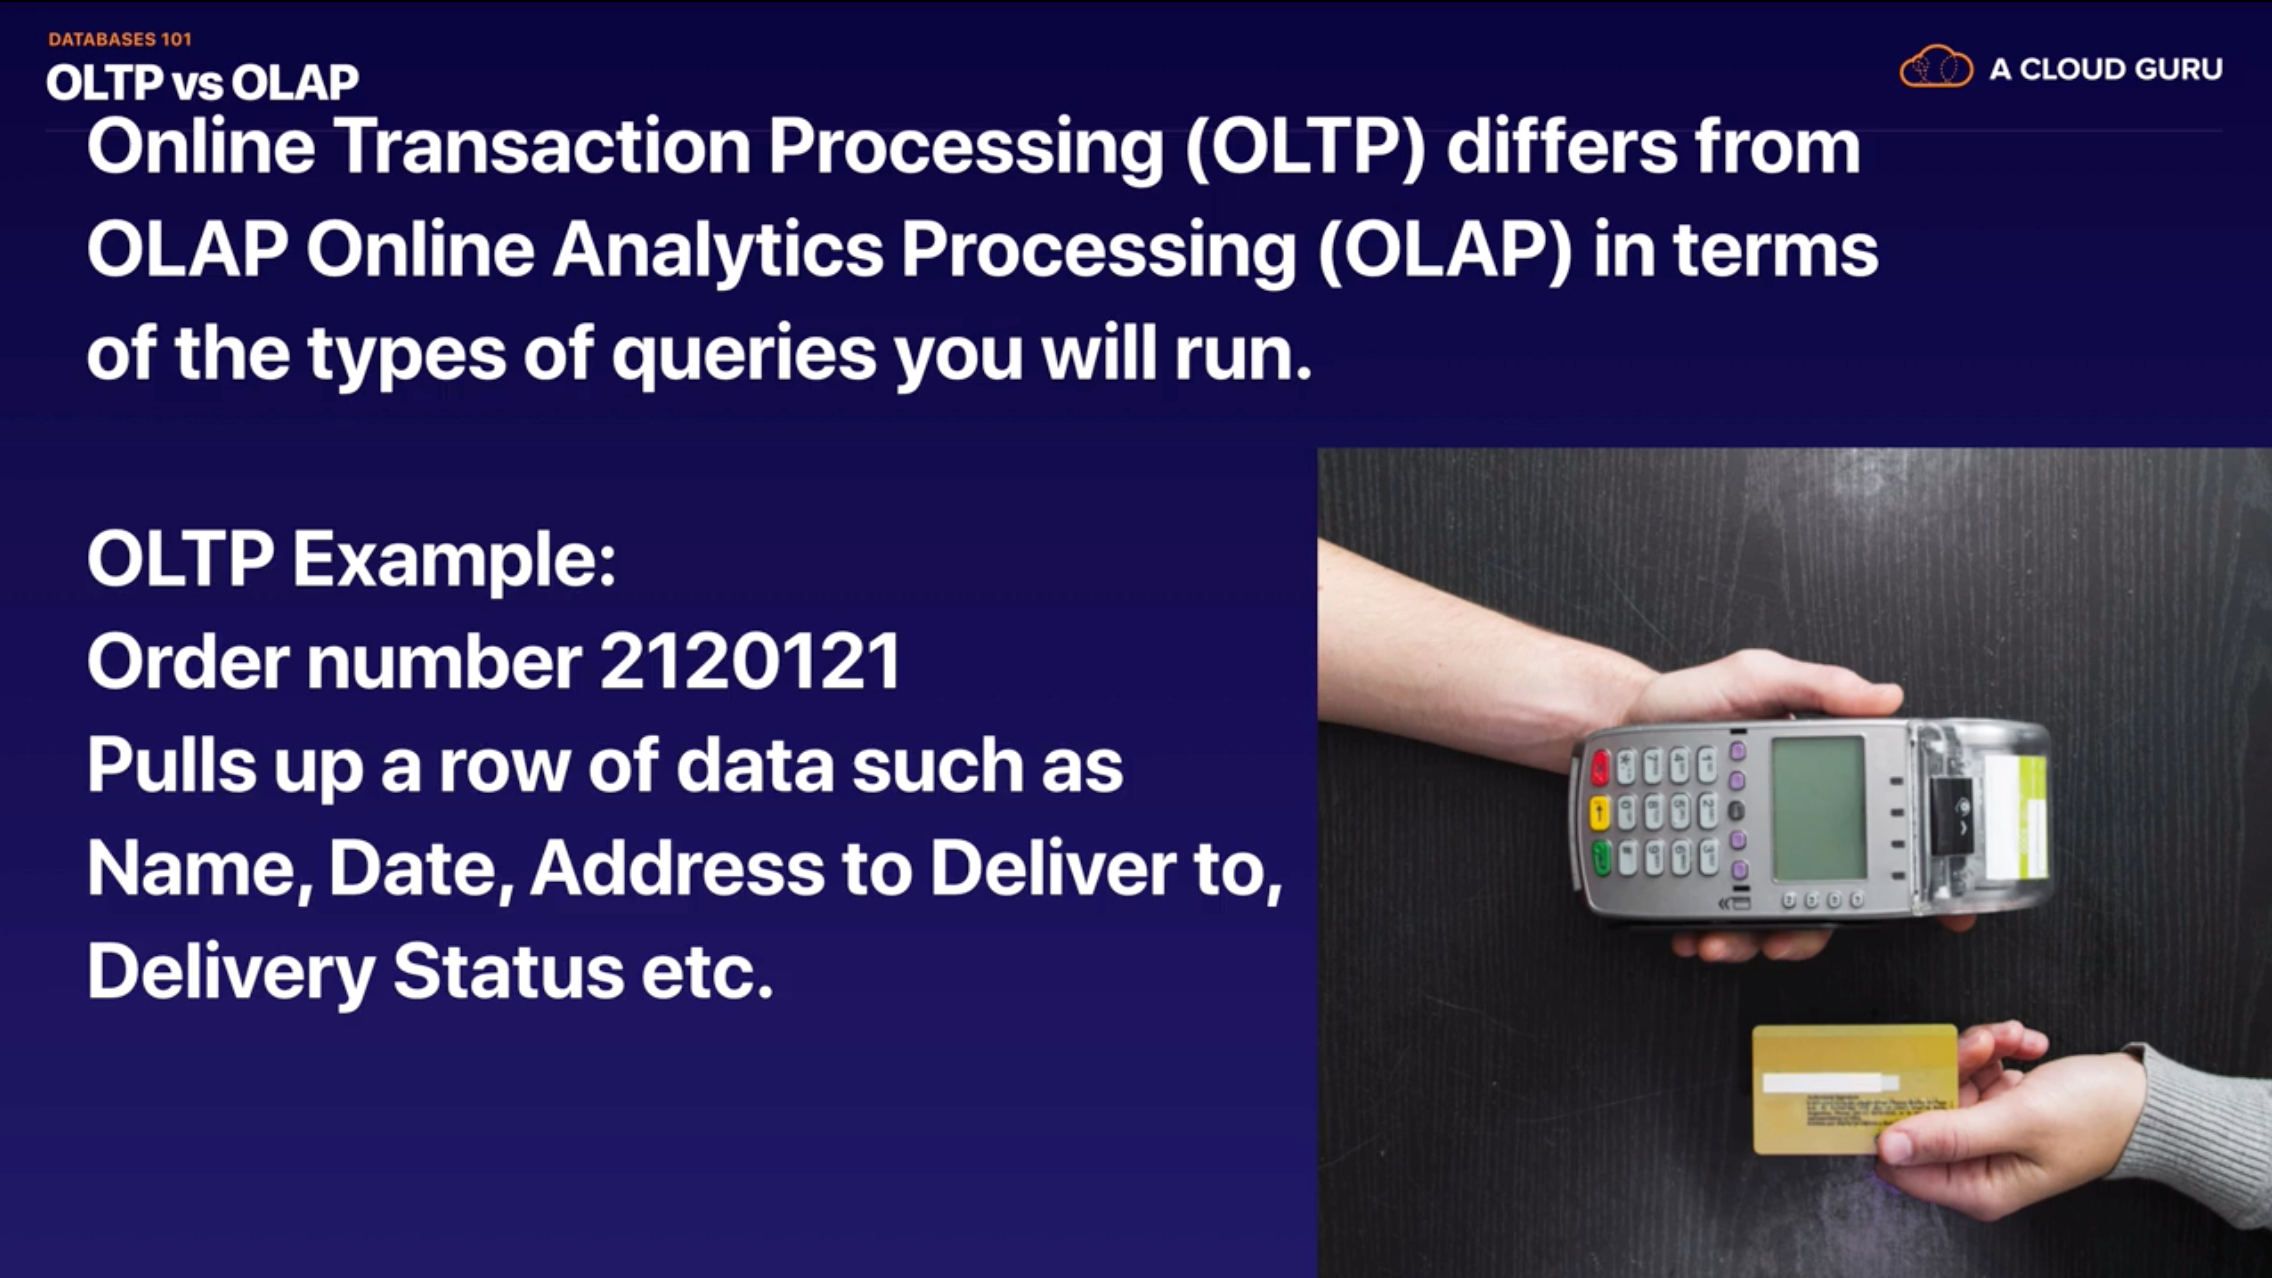 DATABASES 101
OLTP vs OLAP
A CLOUD GURU
Online Transaction Processing (OLTP) differs from
OLAP Online Analytics Processing (OLAP) in terms
of the types of queries you will run.
OLTP Example:
Order number 2120121
Pulls up a row of data such as
Name, Date, Address to Deliver to,
Delivery Status etc.